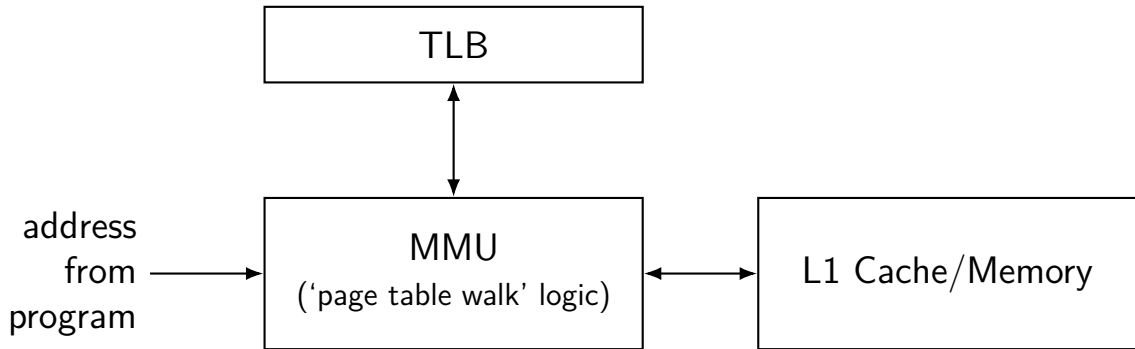 TLB
address
from
program
MMU
(‘page table walk’ logic)
L1 Cache/Memory